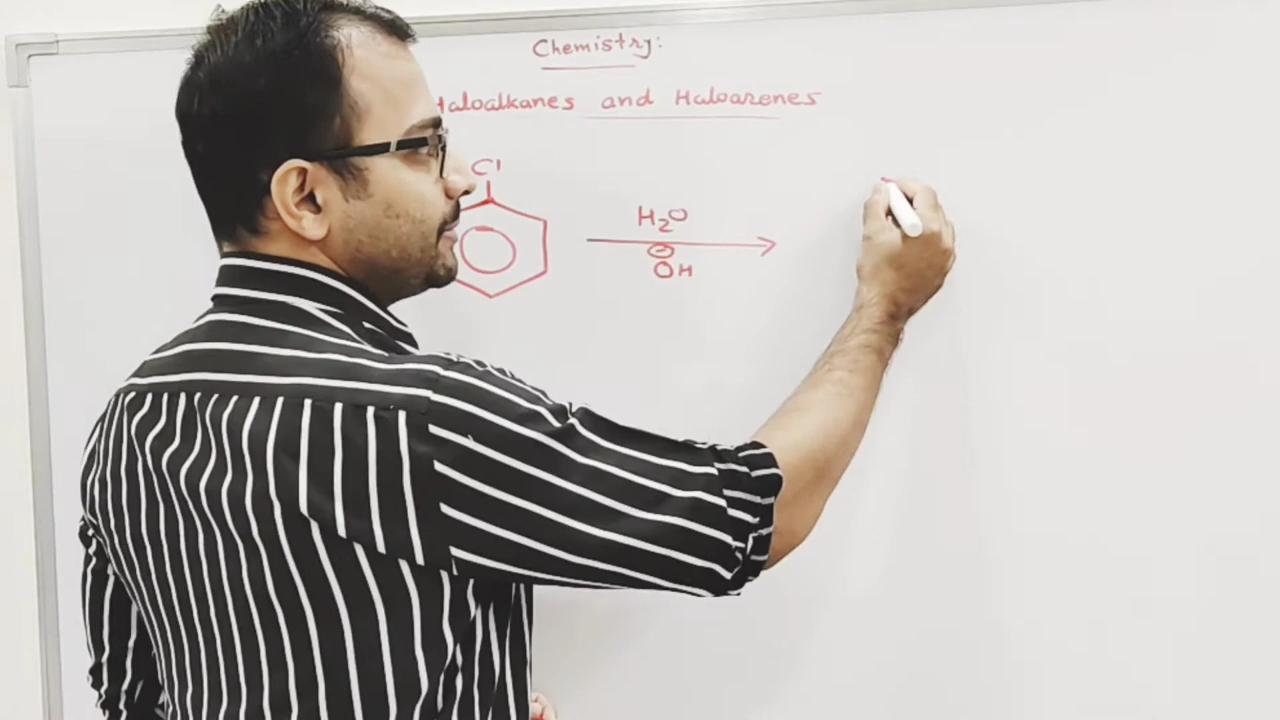 Chemistry:
Haloalkanes and Haloarenes
Cl
H₂O
⊖
OH